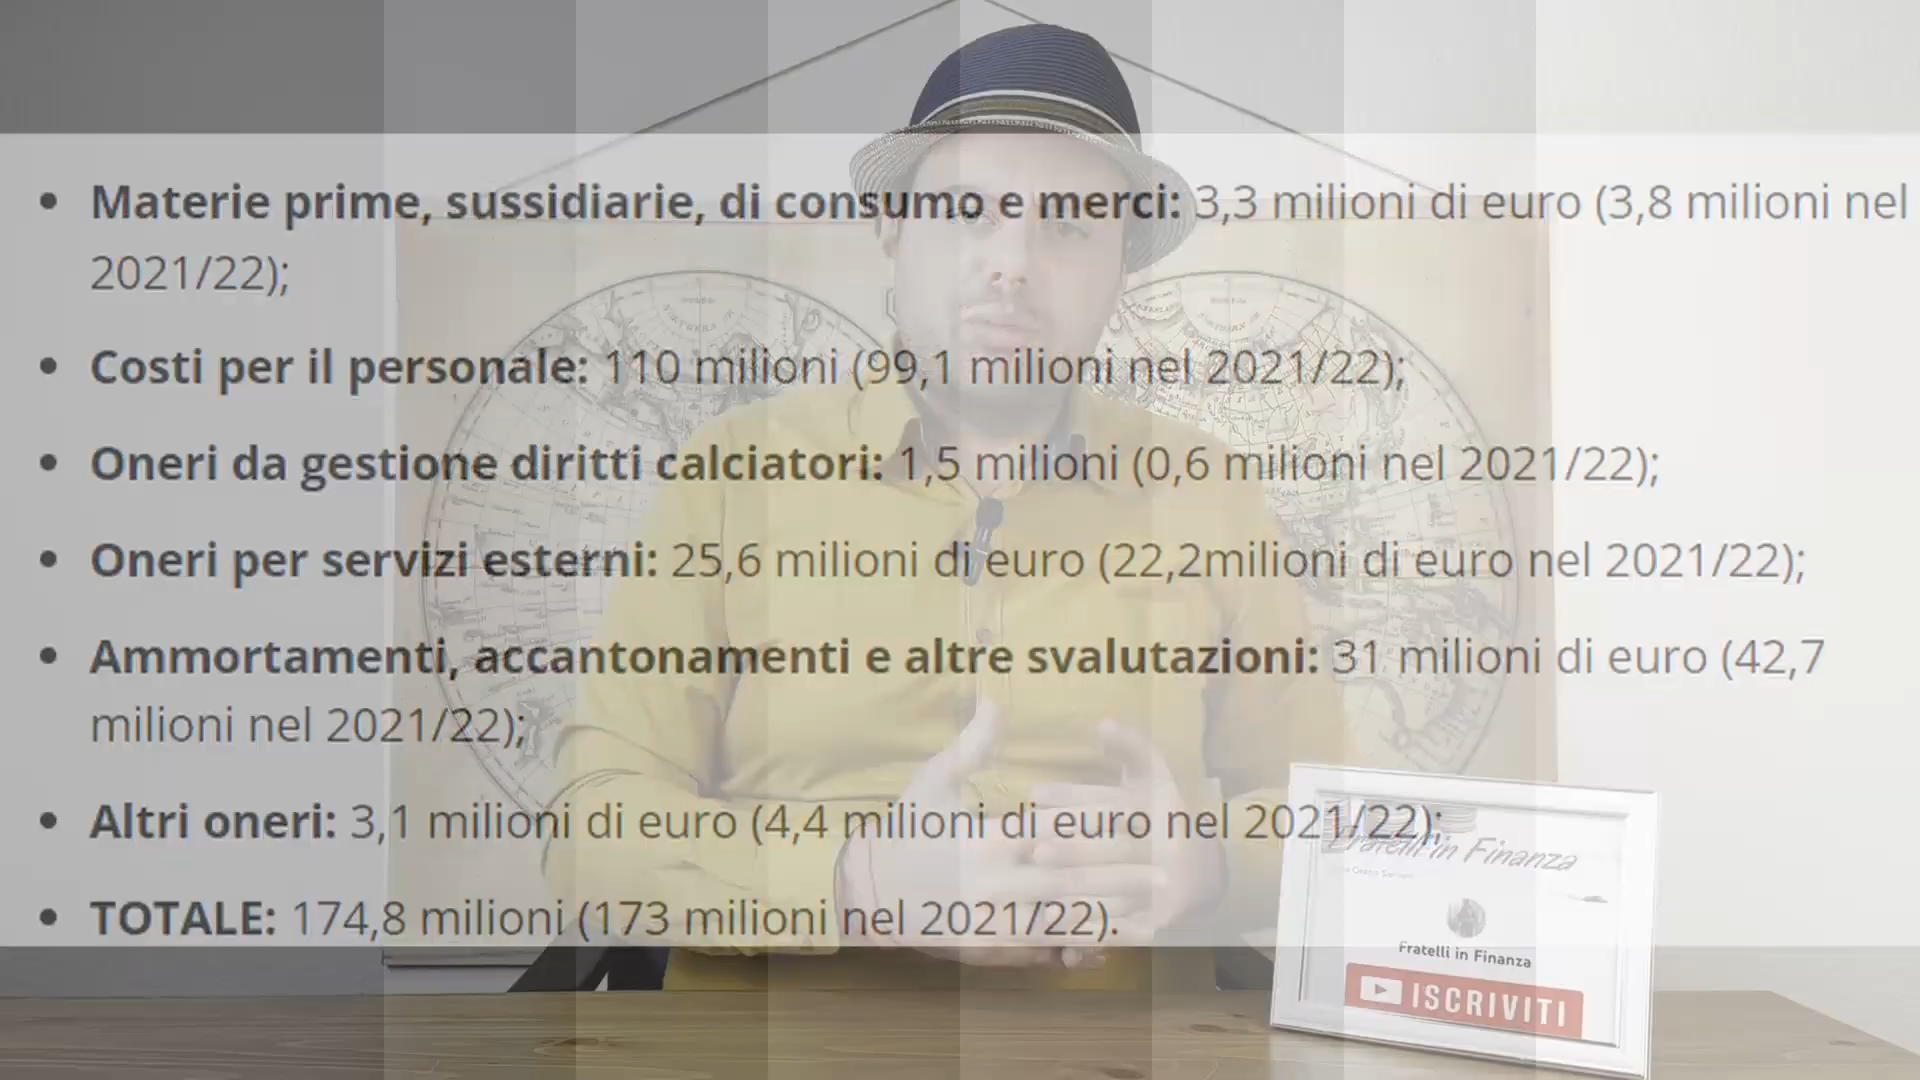 Materie prime, sussidiarie, di consumo e merci: 3,3 milioni di euro (3,8 milioni nel
2021/22);
Costi per il personale: 110 milioni (99,1 milioni nel 2021/22);
Oneri da gestione diritti calciatori: 1,5 milioni (0,6 milioni nel 2021/22);
Oneri per servizi esterni: 25,6 milioni di euro (22,2milioni di euro nel 2021/22);
Ammortamenti, accantonamenti e altre svalutazioni: 31 milioni di euro (42,7
milioni nel 2021/22);
Altri oneri: 3,1 milioni di euro (4,4 milioni di euro nel 2021/22);
TOTALE: 174,8 milioni (173 milioni nel 2021/22).
Fratelli in Finanza
Fratelli in Finanza
ISCRIVITI